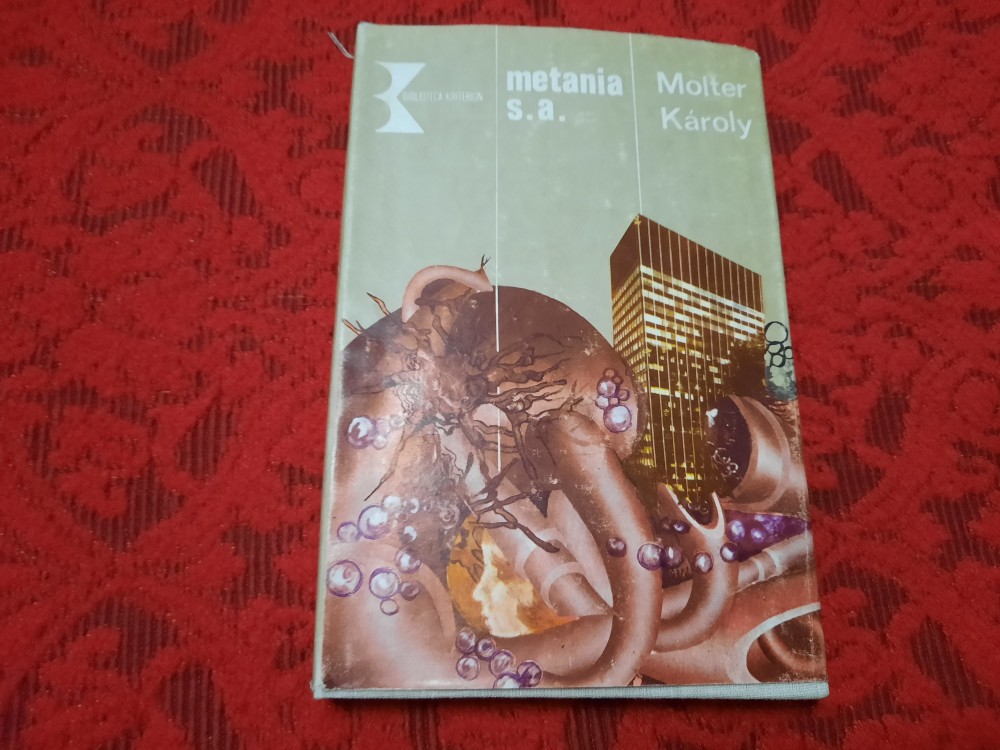 BIBLIOTECA KRITERION
metania
s.a.
Molter
Károly